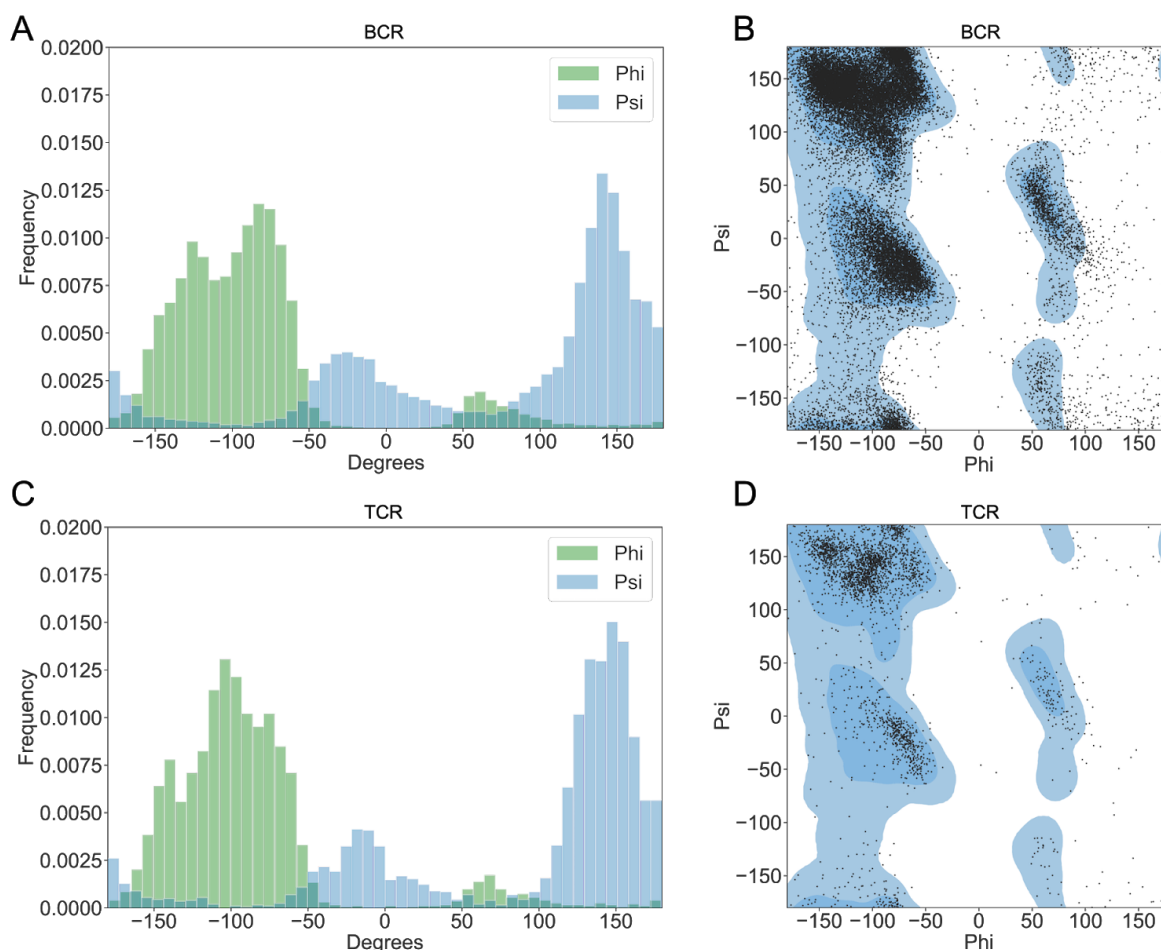 A
BCR
0.0200
0.0175
0.0150
0.0125
0.0100
0.0075
0.0050
0.0025
0.0000
Frequency
Phi
Psi
−150 −100 −50 0 50 100 150
Degrees
B
BCR
150
100
50
0
−50
−100
−150
Psi
−150 −100 −50 0 50 100 150
Phi
C
TCR
0.0200
0.0175
0.0150
0.0125
0.0100
0.0075
0.0050
0.0025
0.0000
Frequency
Phi
Psi
−150 −100 −50 0 50 100 150
Degrees
D
TCR
150
100
50
0
−50
−100
−150
Psi
−150 −100 −50 0 50 100 150
Phi